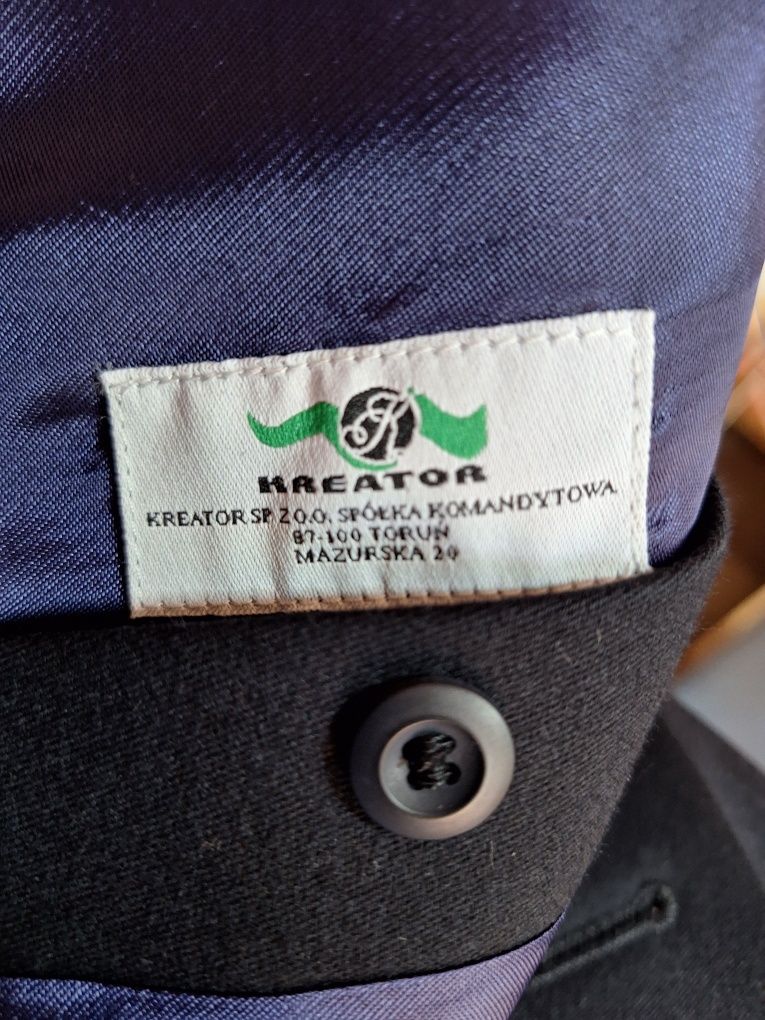 K
KREATOR
KREATOR SP. Z O.O. SPÓŁKA KOMANDYTOWA
87-100 TORUŃ
MAZURSKA 20